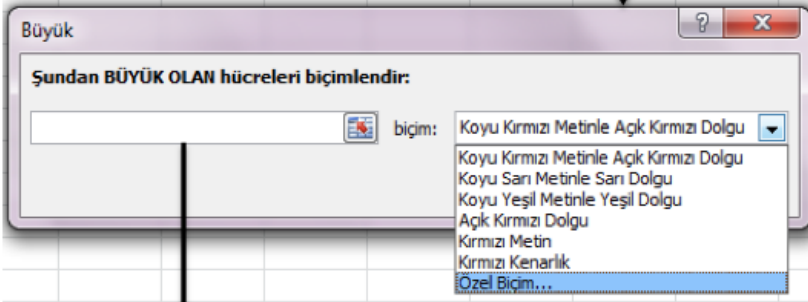 Büyük
Şundan BÜYÜK OLAN hücreleri biçimlendir:
biçim: Koyu Kırmızı Metinle Açık Kırmızı Dolgu
Koyu Kırmızı Metinle Açık Kırmızı Dolgu
Koyu Sarı Metinle Sarı Dolgu
Koyu Yeşil Metinle Yeşil Dolgu
Açık Kırmızı Dolgu
Kırmızı Metin
Kırmızı Kenarlık
Özel Biçim...